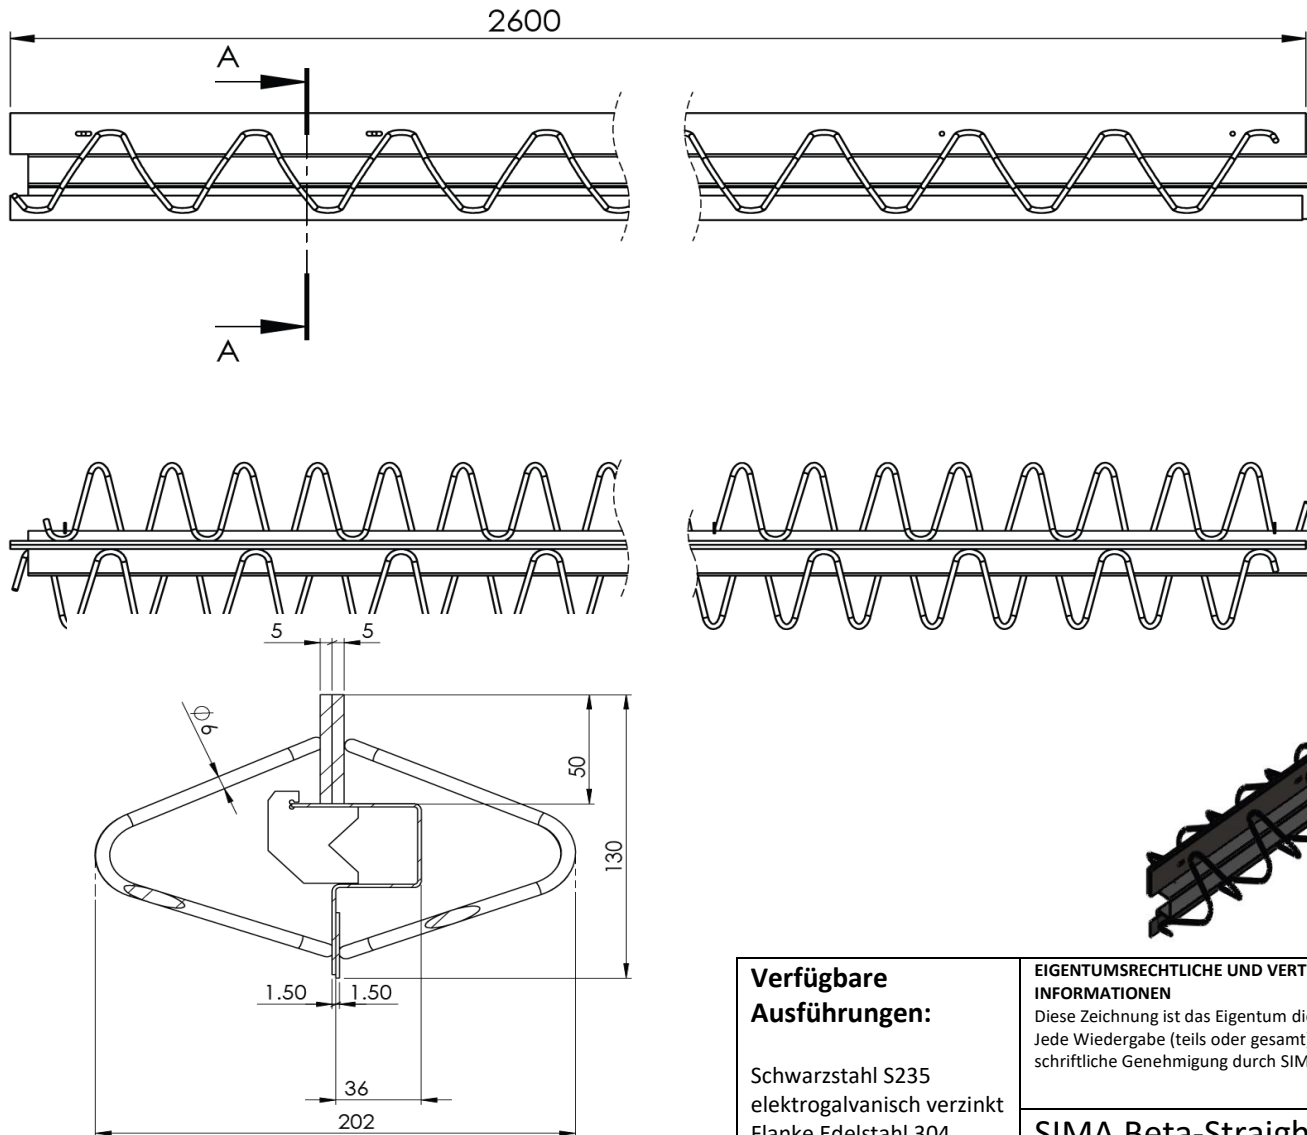 2600
A
A
5 5
⌀
6
50
130
1.50 1.50
36
202
Verfügbare
Ausführungen:
Schwarzstahl S235
elektrogalvanisch verzinkt
Flanke Edelstahl 304
EIGENTUMSRECHTLICHE UND VERT
INFORMATIONEN
Diese Zeichnung ist das Eigentum di
Jede Wiedergabe (teils oder gesamt
schriftliche Genehmigung durch SIM
SIMA Beta-Straigh